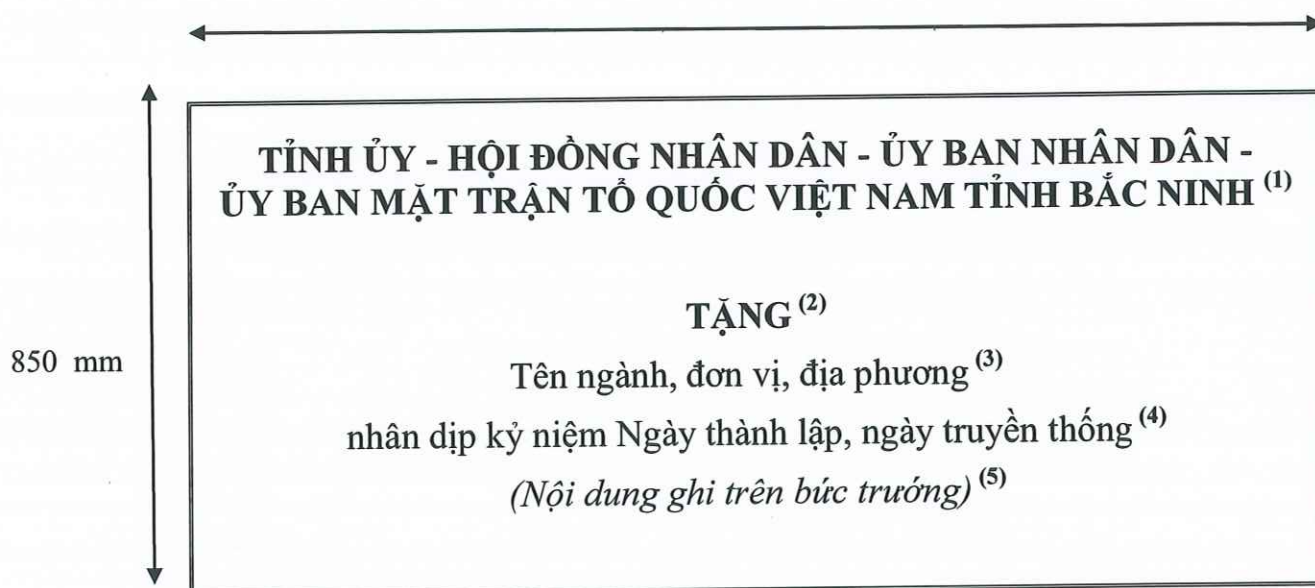 TỈNH ỦY - HỘI ĐỒNG NHÂN DÂN - ỦY BAN NHÂN DÂN -
ỦY BAN MẶT TRẬN TỔ QUỐC VIỆT NAM TỈNH BẮC NINH (1)
TẶNG (2)
850 mm
Tên ngành, đơn vị, địa phương (3)
nhân dịp kỷ niệm Ngày thành lập, ngày truyền thống (4)
(Nội dung ghi trên bức trướng) (5)